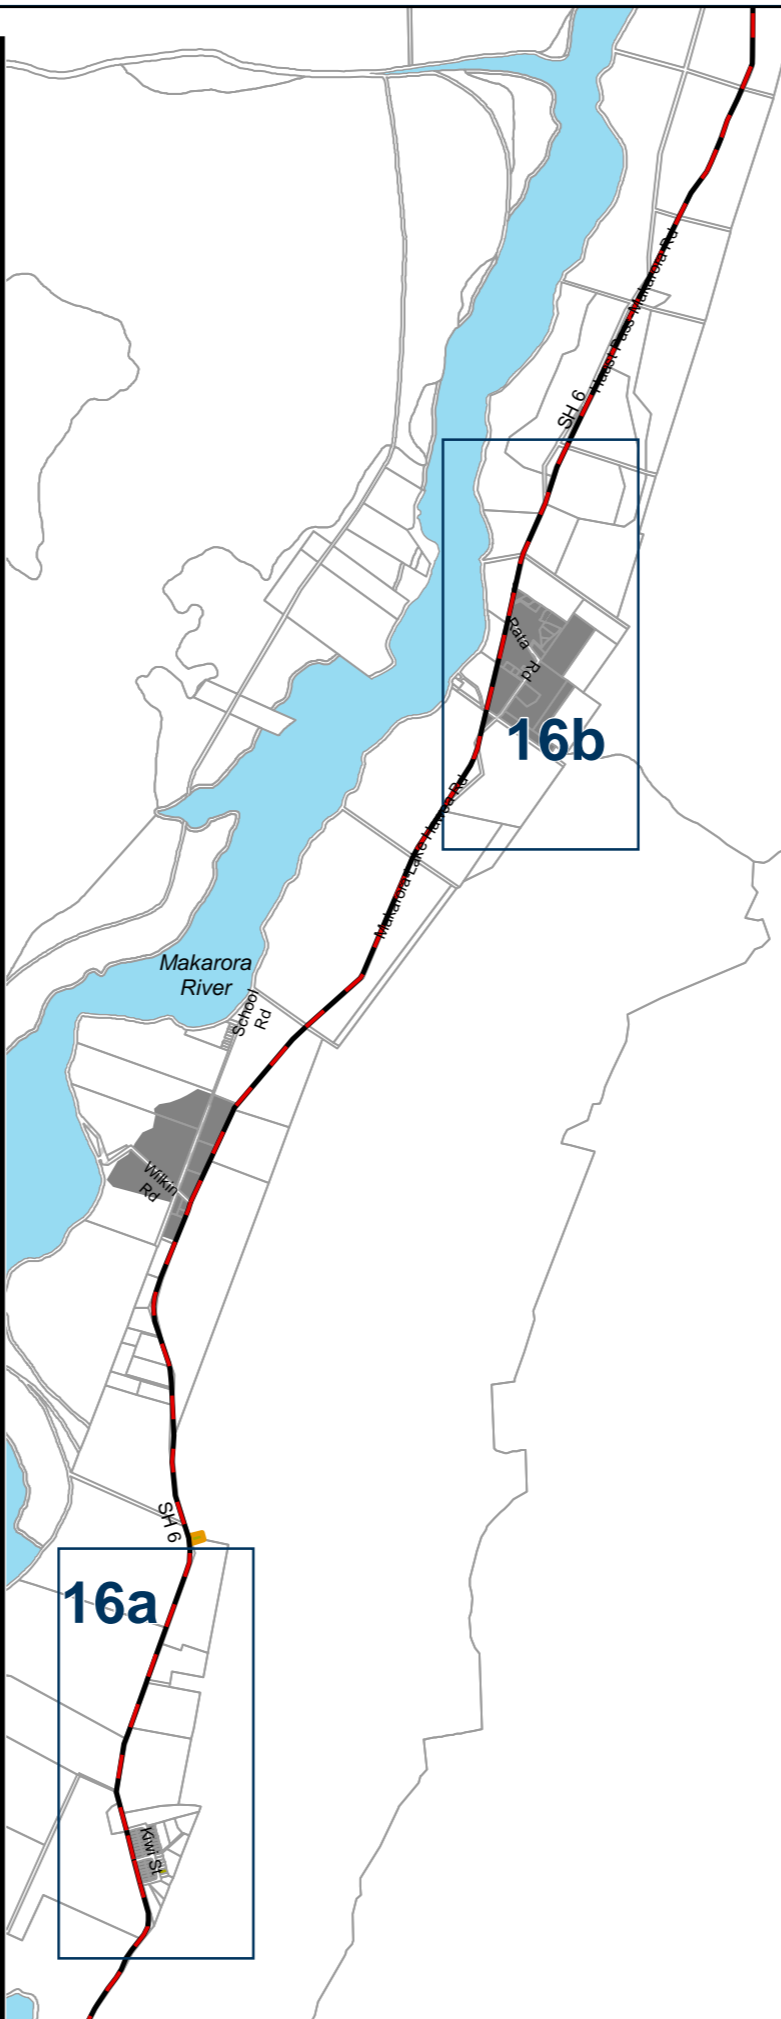 Haast Pass-Makarora Rd
SH 6
Rata
Rd
16b
Makarora-Lake Hawea Rd
Makarora
River
School
Rd
Wilkin
Rd
SH 6
16a
Kiwi St